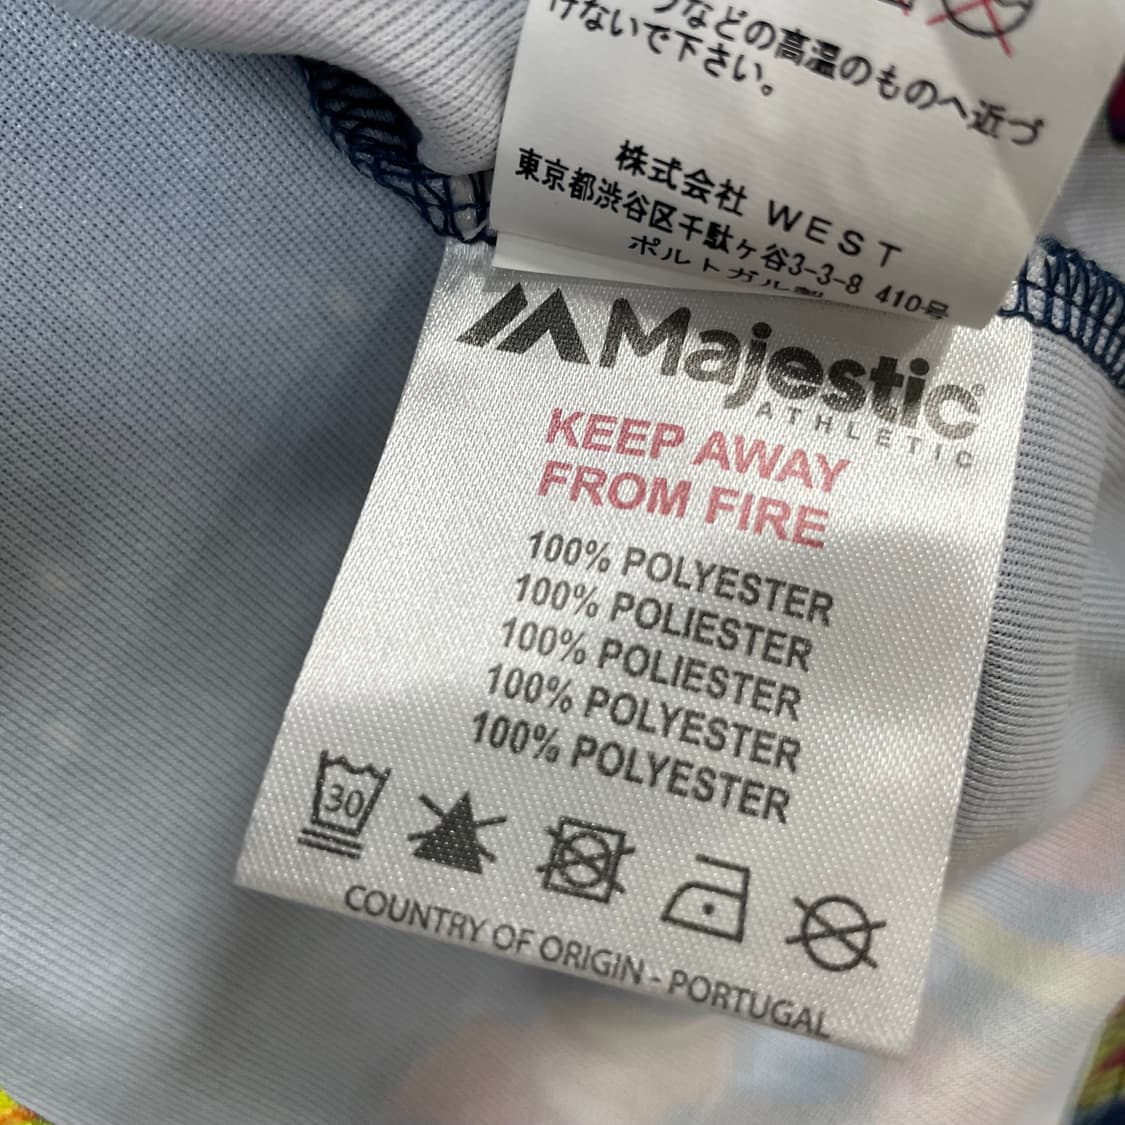 などの高温のものへ近づ
けないで下さい。
株式会社 WEST
東京都渋谷区千駄ヶ谷3-3-8 410号
ポルトガル製
Majestic®
ATHLETIC
KEEP AWAY
FROM FIRE
100% POLYESTER
100% POLIESTER
100% POLIESTER
100% POLYESTER
100% POLYESTER
30
COUNTRY OF ORIGIN - PORTUGAL